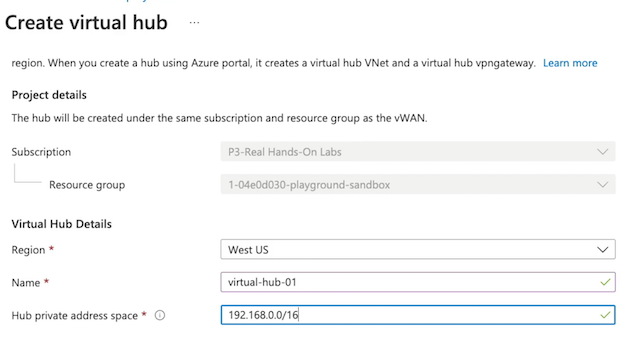 Create virtual hub ...
region. When you create a hub using Azure portal, it creates a virtual hub VNet and a virtual hub vpngateway. Learn more
Project details
The hub will be created under the same subscription and resource group as the vWAN.
Subscription P3-Real Hands-On Labs
Resource group 1-04e0d030-playground-sandbox
Virtual Hub Details
Region * West US
Name * virtual-hub-01
Hub private address space * 192.168.0.0/16